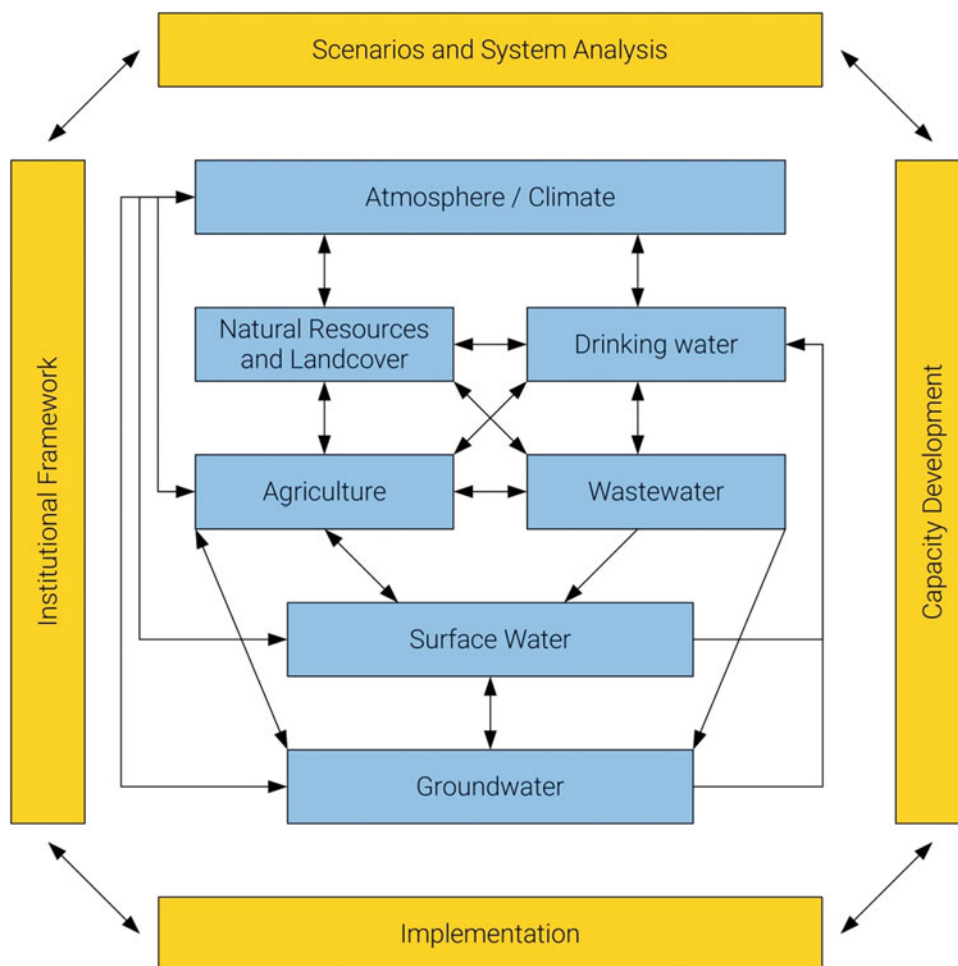 Scenarios and System Analysis
Institutional Framework
Atmosphere / Climate
Natural Resources
and Landcover
Drinking water
Agriculture
Wastewater
Surface Water
Groundwater
Capacity Development
Implementation